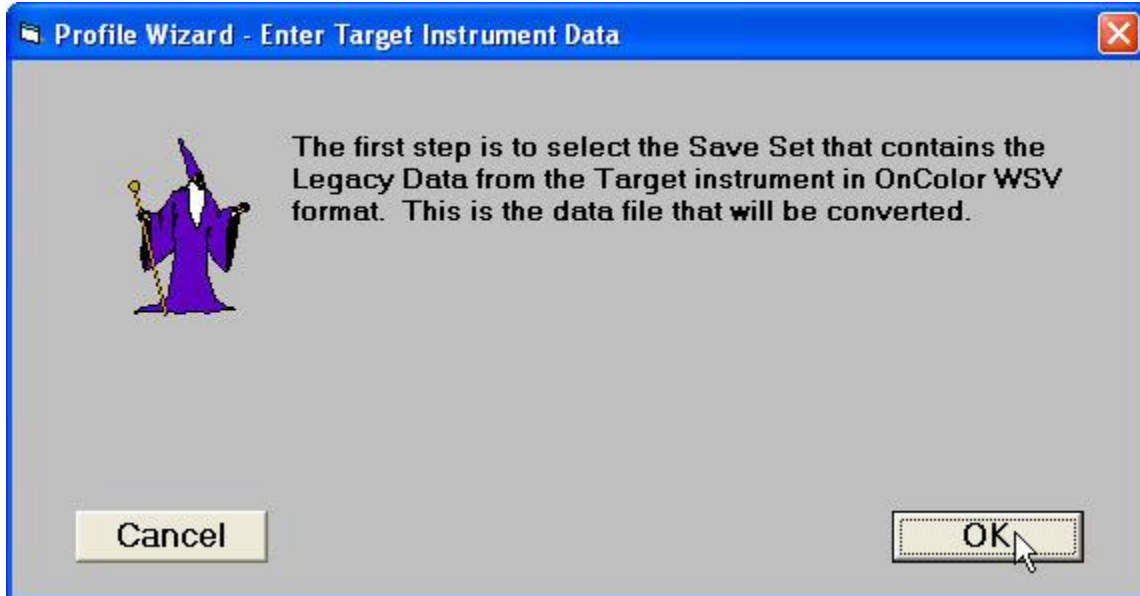 Profile Wizard - Enter Target Instrument Data
The first step is to select the Save Set that contains the
Legacy Data from the Target instrument in OnColor WSV
format.  This is the data file that will be converted.
Cancel
OK